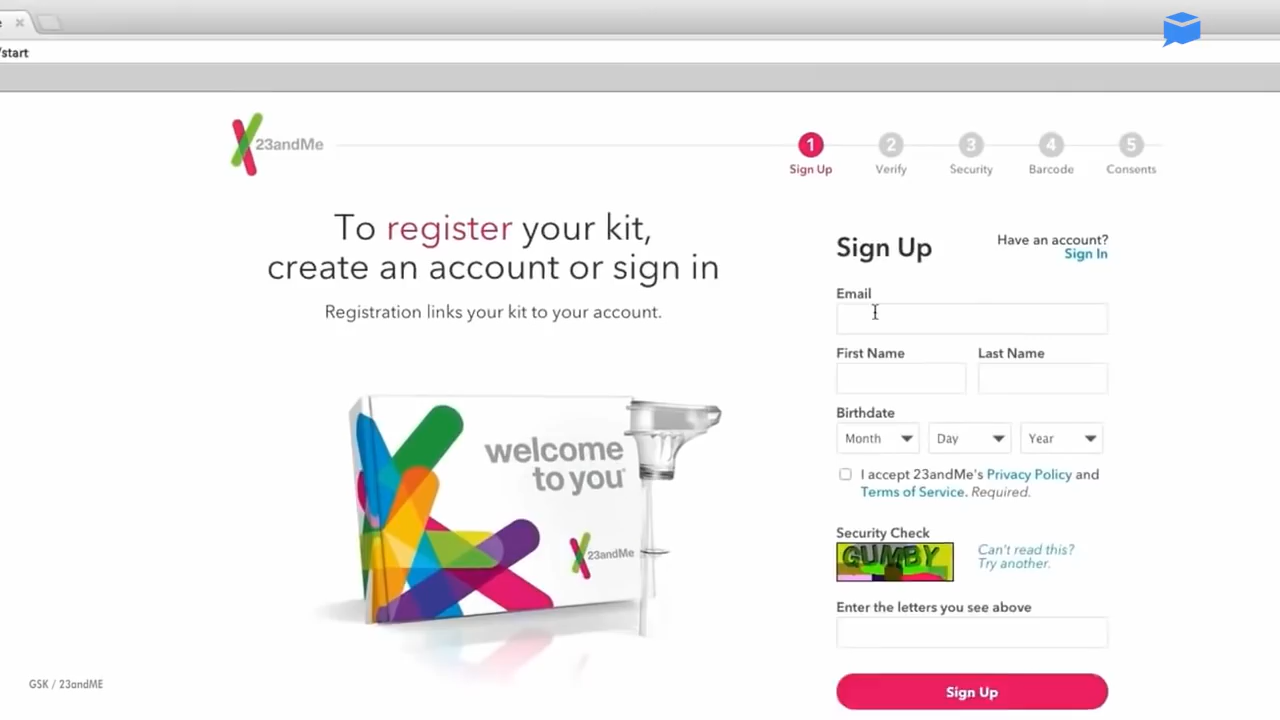 e
/start
23andMe
1 2 3 4 5
Sign Up Verify Security Barcode Consents
To register your kit,
create an account or sign in
Registration links your kit to your account.
welcome
to you
23andMe
GSK / 23andME
Sign Up
Have an account?
Sign In
Email
First Name Last Name
Birthdate
Month Day Year
I accept 23andMe's Privacy Policy and
Terms of Service. Required.
Security Check
GUMBY
Can't read this?
Try another.
Enter the letters you see above
Sign Up